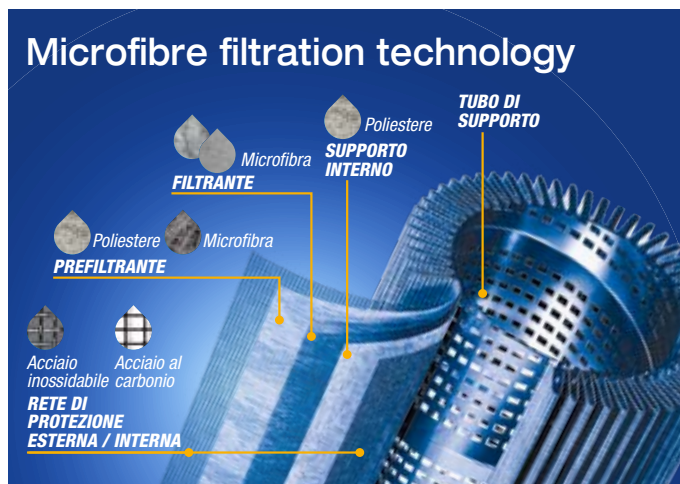 Microfibre filtration technology
TUBO DI
SUPPORTO
Poliestere
SUPPORTO
INTERNO
Microfibra
FILTRANTE
Poliestere
Microfibra
PREFILTRANTE
Acciaio
inossidabile
Acciaio al
carbonio
RETE DI
PROTEZIONE
ESTERNA / INTERNA